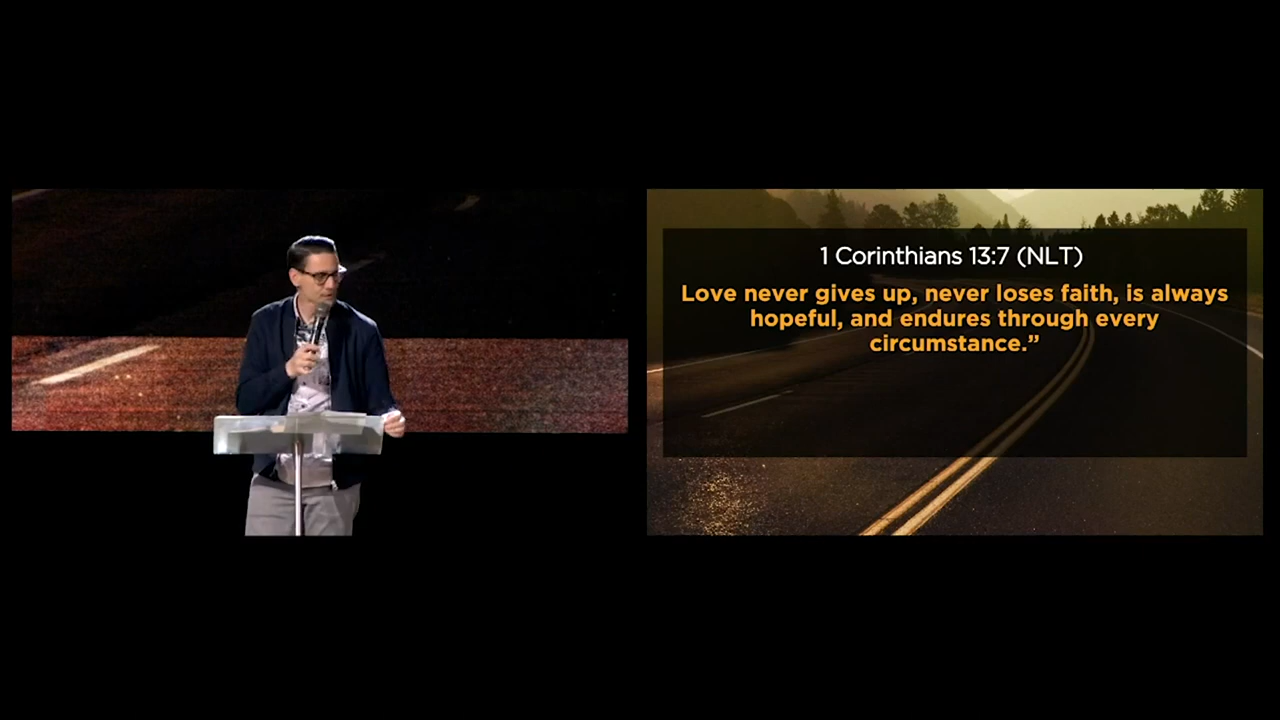 1 Corinthians 13:7 (NLT)
Love never gives up, never loses faith, is always
hopeful, and endures through every
circumstance.”